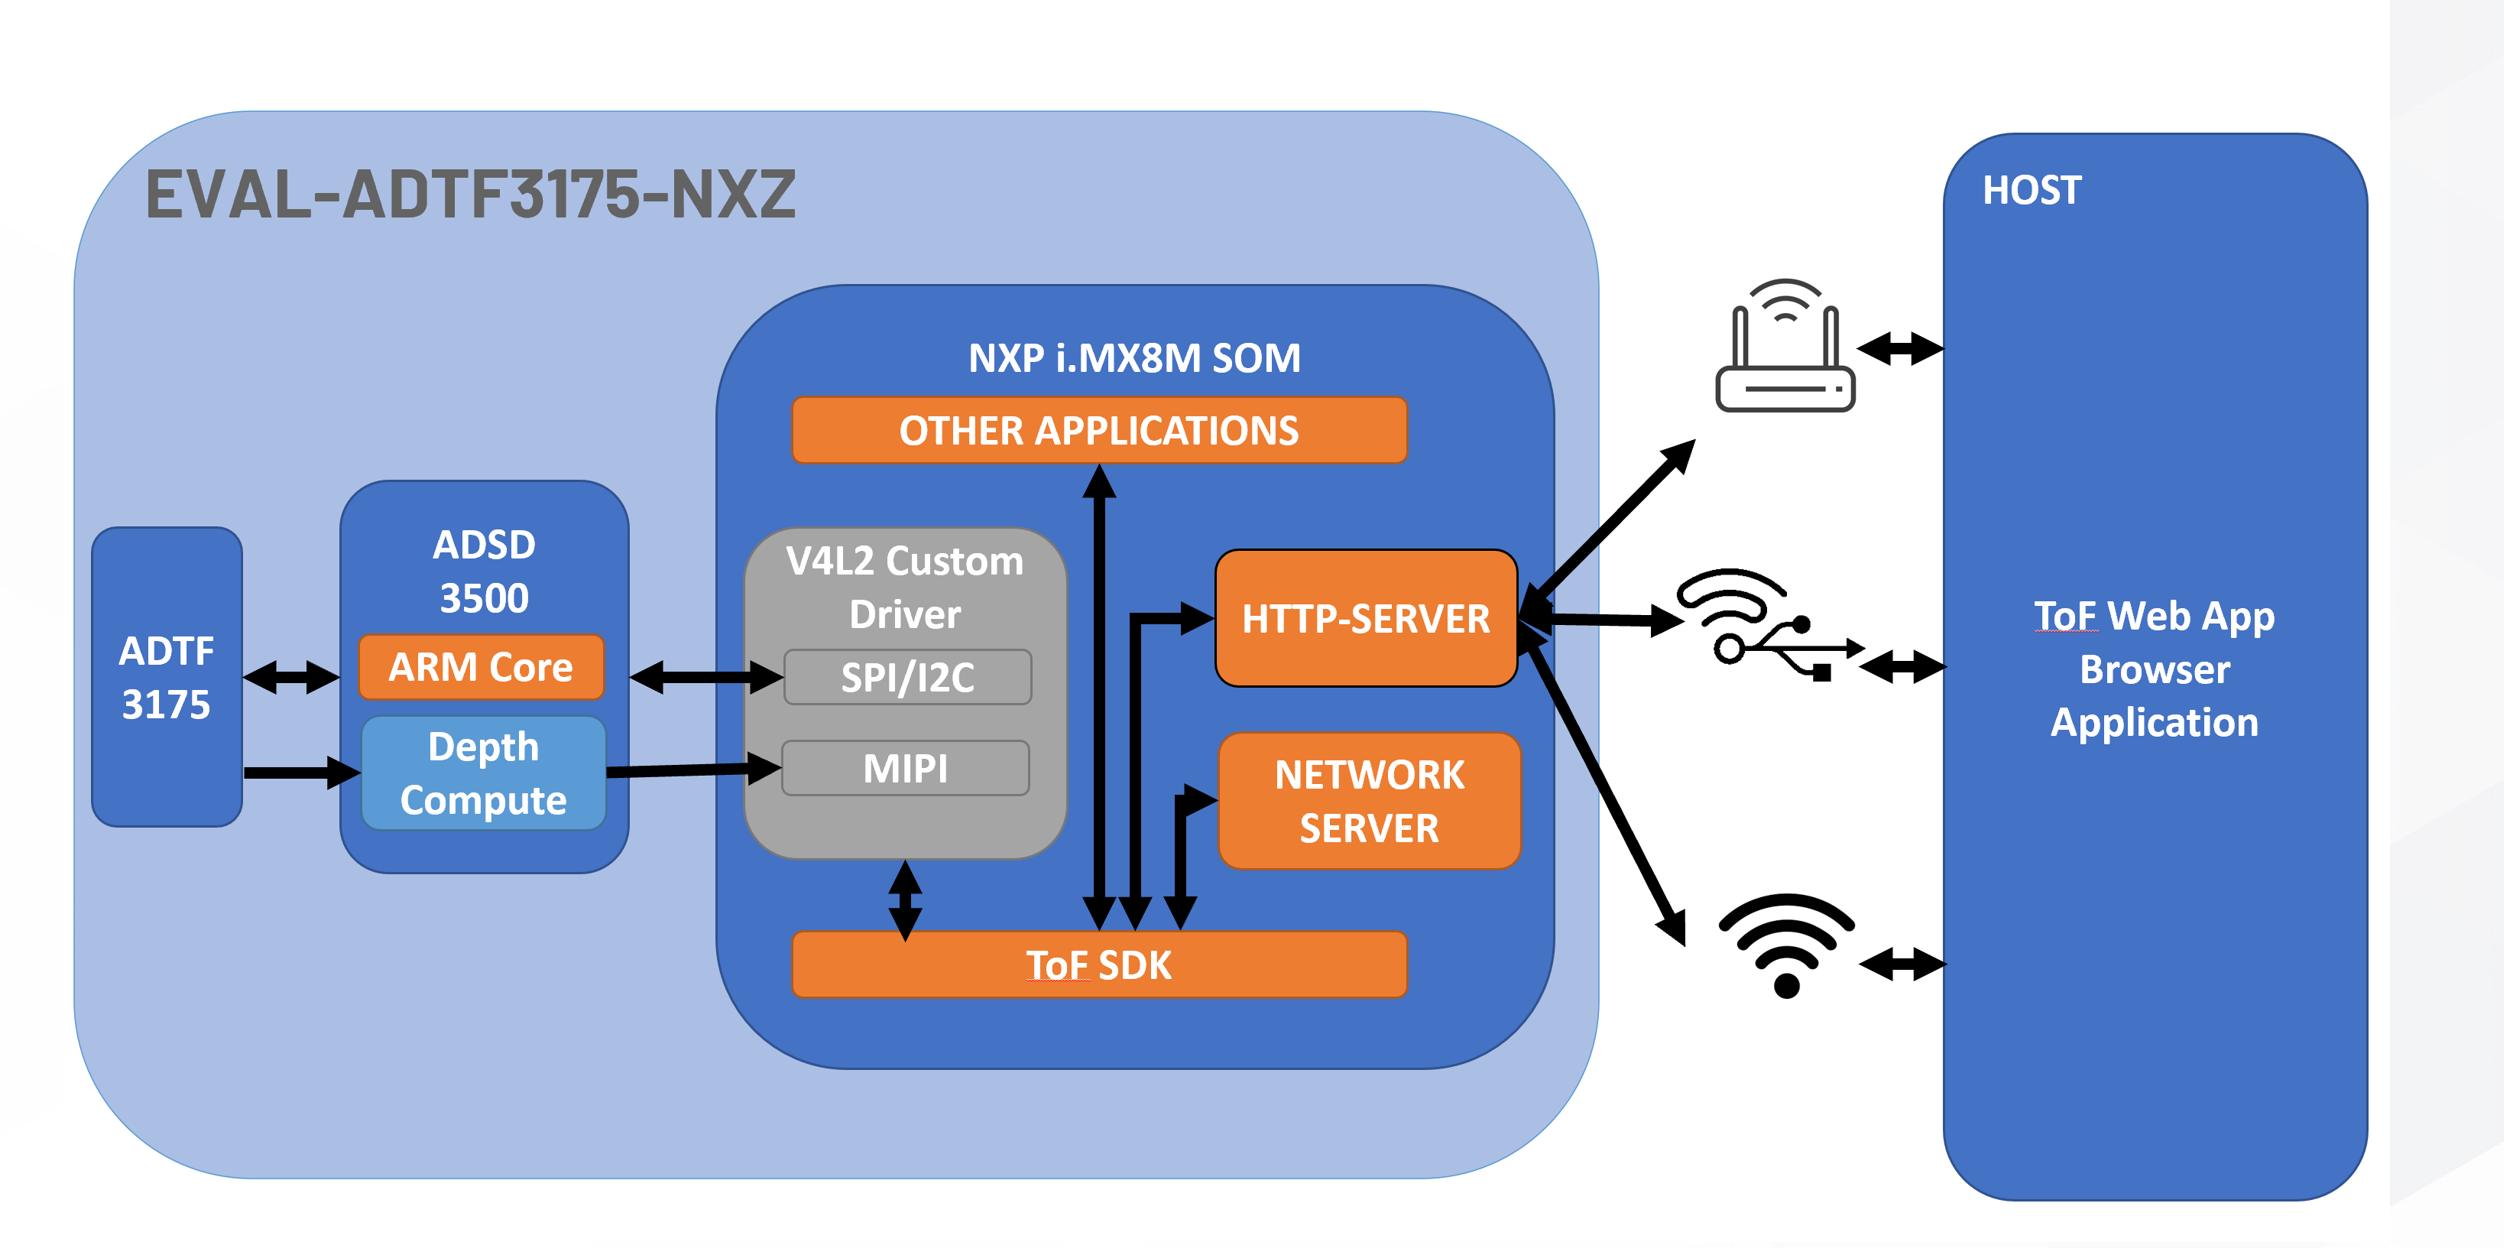 EVAL-ADTF3175-NXZ
HOST
NXP i.MX8M SOM
OTHER APPLICATIONS
ADSD
3500
ARM Core
Depth
Compute
ADTF
3175
V4L2 Custom
Driver
SPI/I2C
MIPI
HTTP-SERVER
NETWORK
SERVER
ToF SDK
ToF Web App
Browser
Application